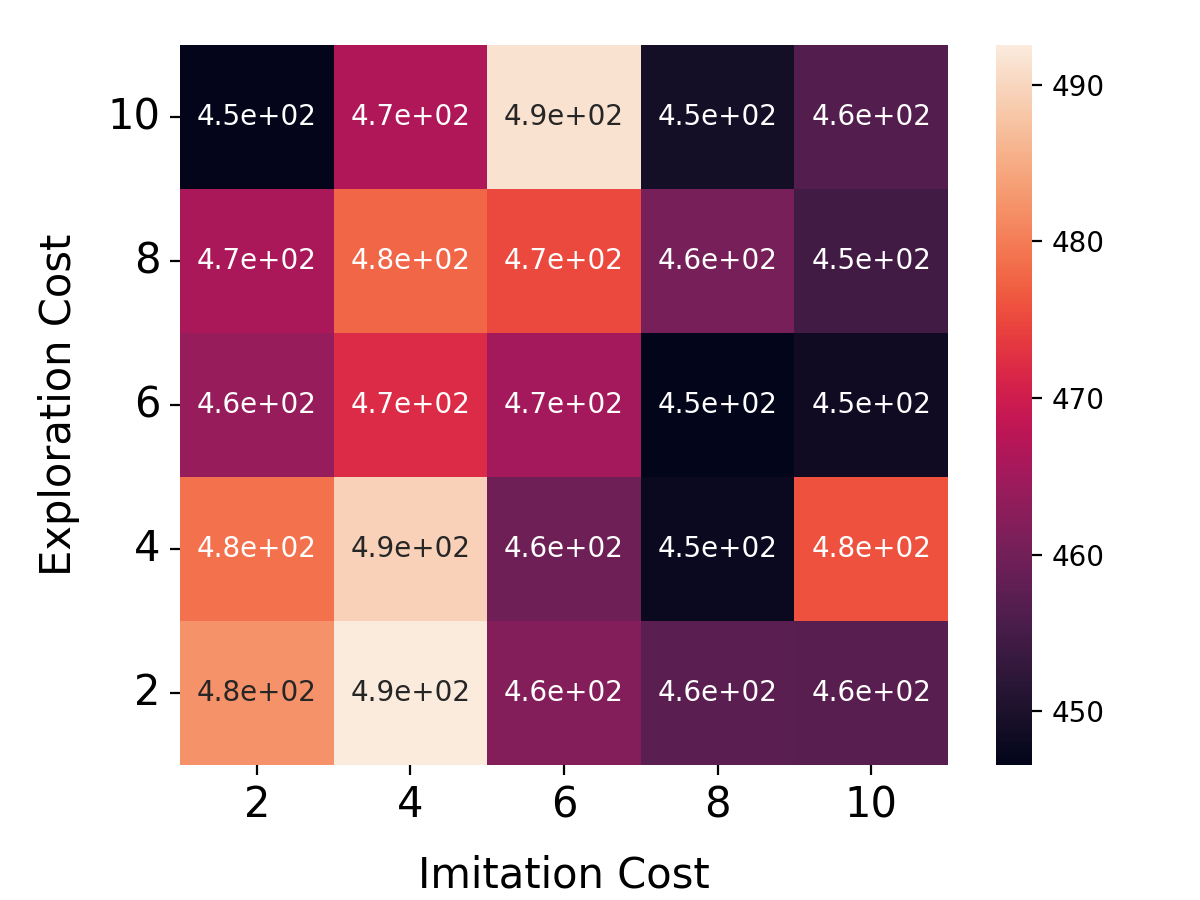 10 4.5e+02 4.7e+02 4.9e+02 4.5e+02 4.6e+02
8 4.7e+02 4.8e+02 4.7e+02 4.6e+02 4.5e+02
6 4.6e+02 4.7e+02 4.7e+02 4.5e+02 4.5e+02
4 4.8e+02 4.9e+02 4.6e+02 4.5e+02 4.8e+02
2 4.8e+02 4.9e+02 4.6e+02 4.6e+02 4.6e+02
2 4 6 8 10
Imitation Cost
Exploration Cost
490
480
470
460
450